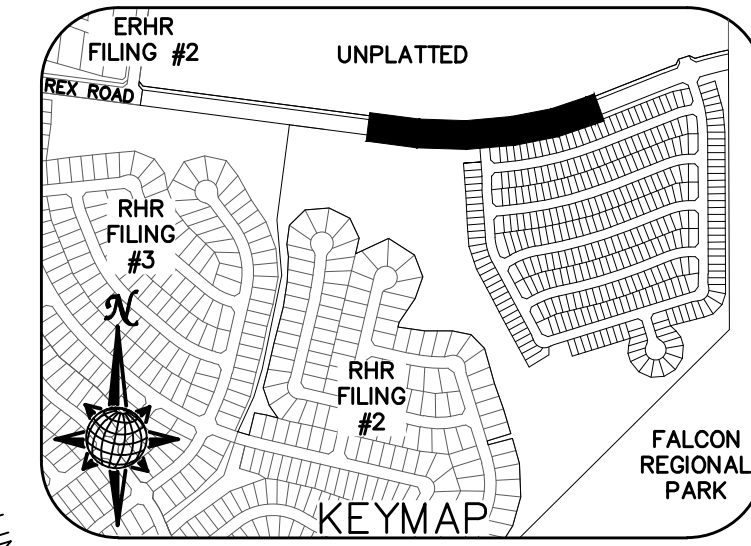 ERHR
FILING #2
UNPLATTED
REX ROAD
RHR
FILING
#3
N
RHR
FILING
#2
FALCON
REGIONAL
PARK
KEYMAP